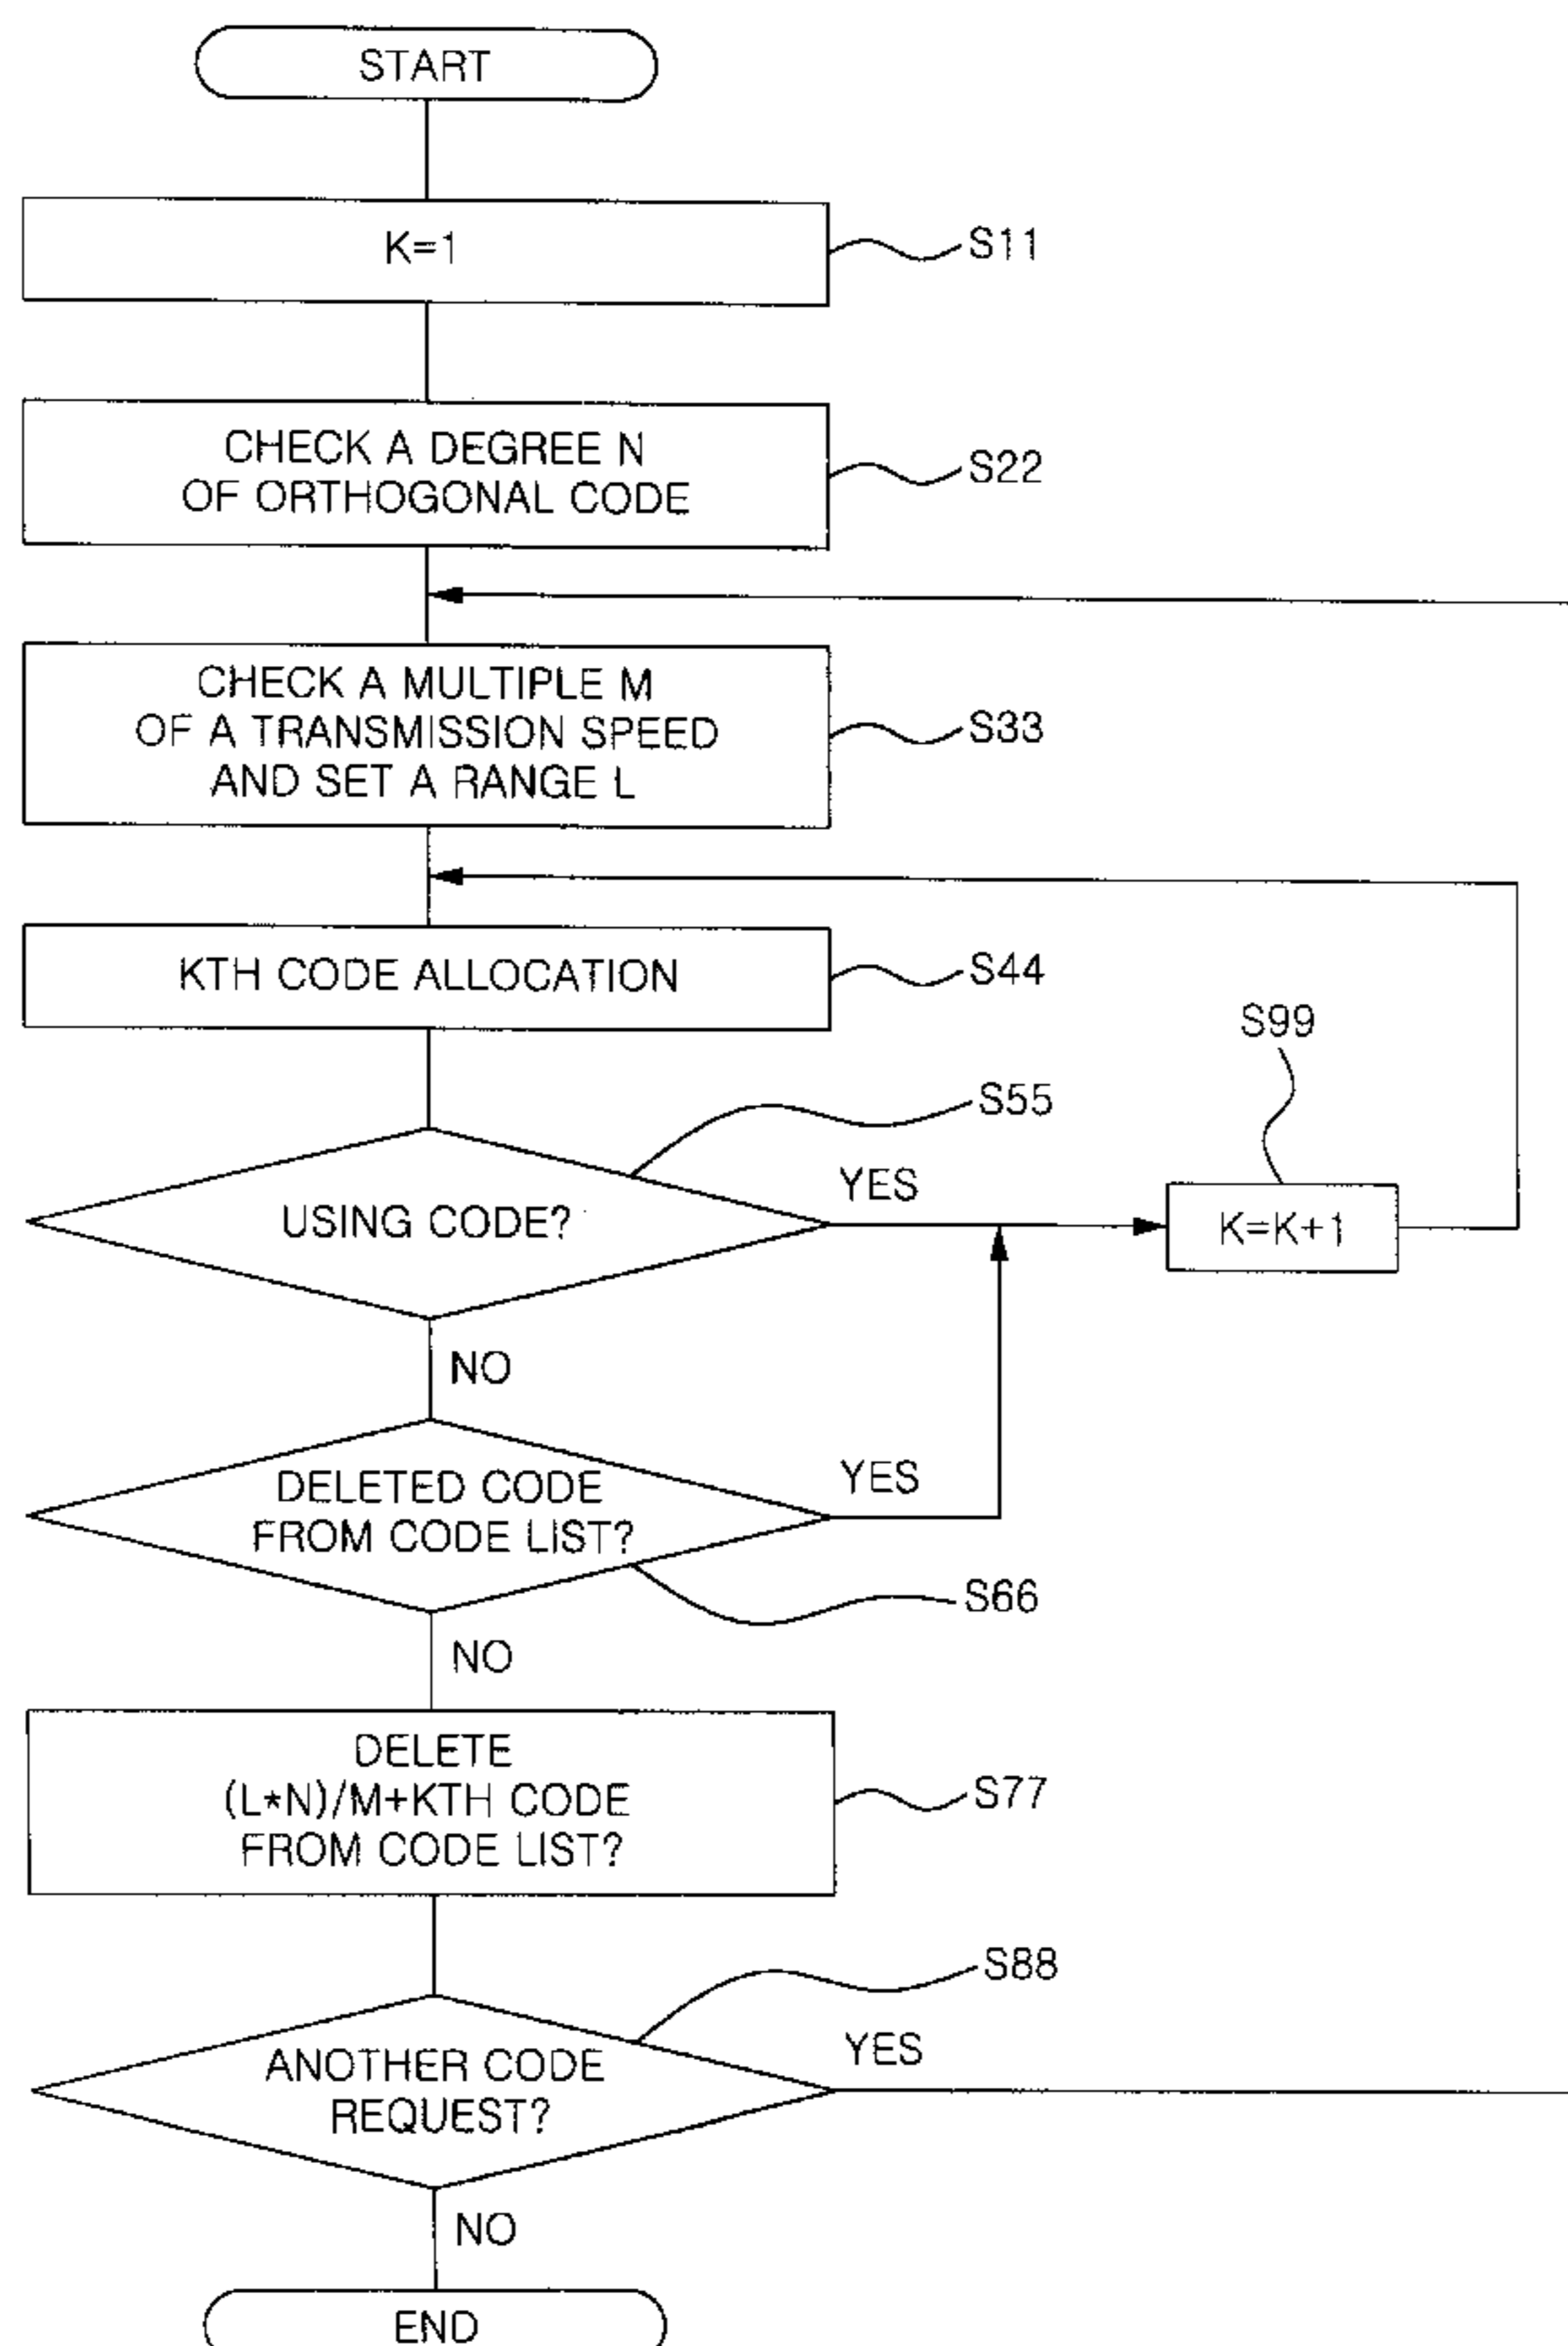 START
K=1
S11
CHECK A DEGREE N
OF ORTHOGONAL CODE
S22
CHECK A MULTIPLE M
OF A TRANSMISSION SPEED
AND SET A RANGE L
S33
KTH CODE ALLOCATION
S44
S99
S55
YES
USING CODE?
K=K+1
NO
YES
DELETED CODE
FROM CODE LIST?
S66
NO
DELETE
(L*N)/M+KTH CODE
FROM CODE LIST?
S77
S88
YES
ANOTHER CODE
REQUEST?
NO
END